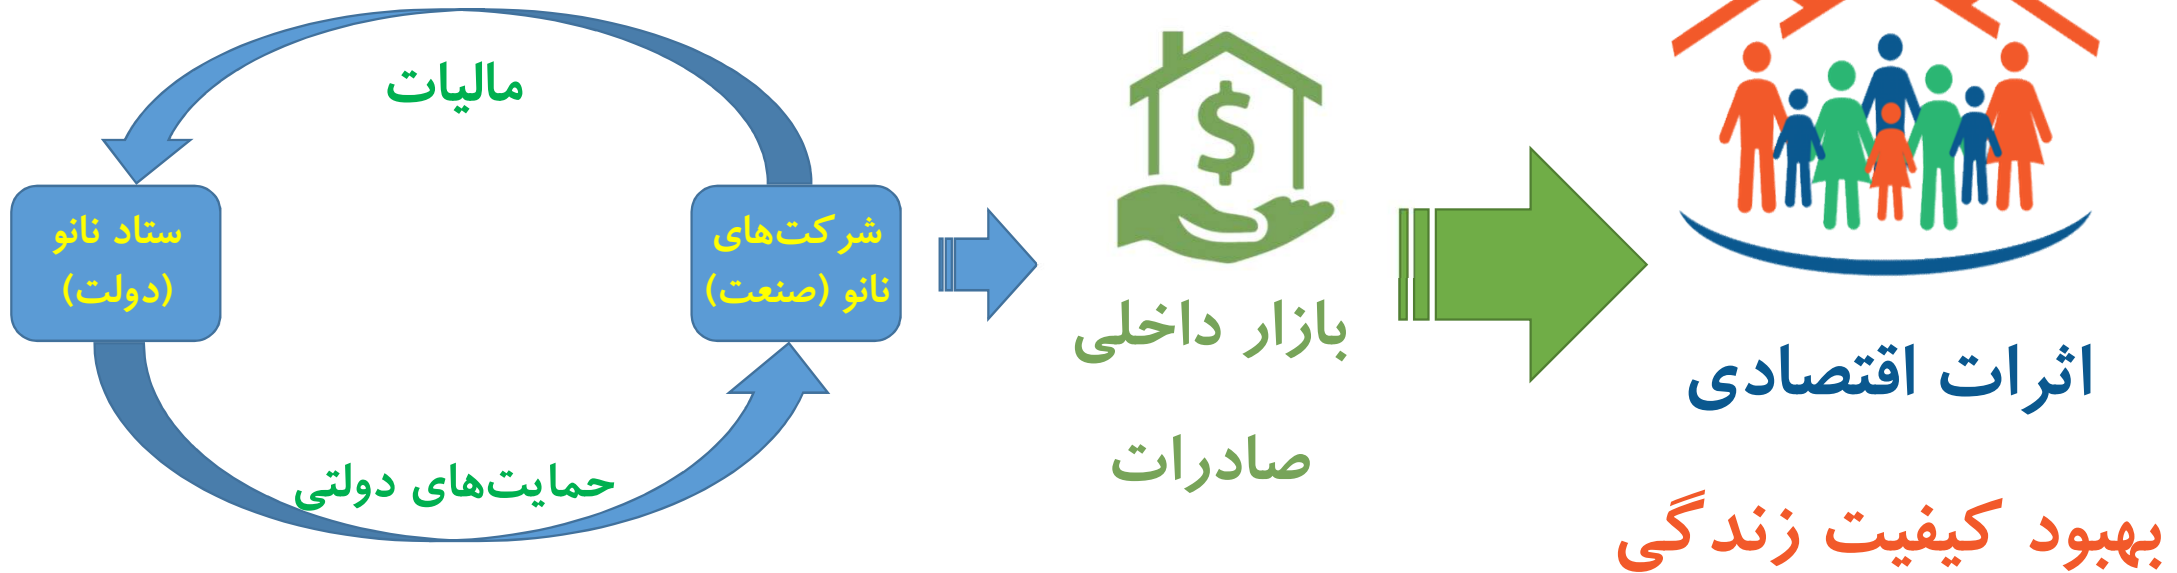 مالیات
ستاد نانو
(دولت)
شرکت‌های
نانو (صنعت)
حمایت‌های دولتی
بازار داخلی
صادرات
اثرات اقتصادی
بهبود کیفیت زندگی